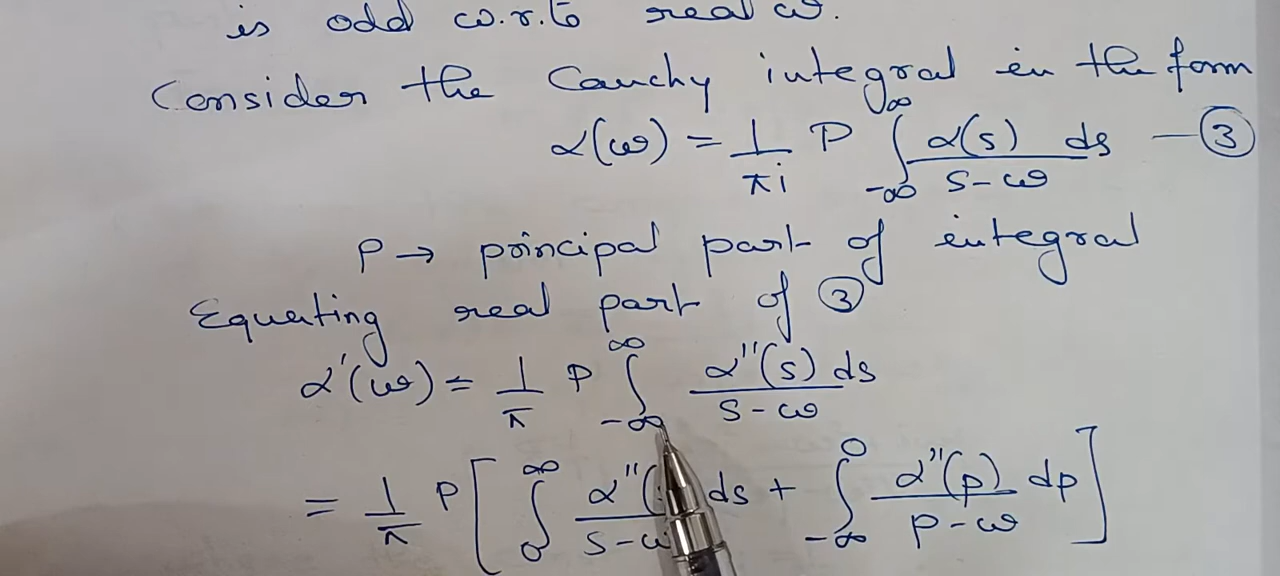 is odd w.r.to real ω.
Consider the Cauchy integral in the form
α(ω) = 1/πi P ∫_{-∞}^{∞} α(s)/(s-ω) ds — ③
P → principal part of integral
Equating real part of ③
α'(ω) = 1/π P ∫_{-∞}^{∞} α''(s) ds/(s-ω)
= 1/π P [ ∫_{0}^{∞} α''( ds/(s-ω + ∫_{-∞}^{0} α''(p)/(p-ω) dp ]